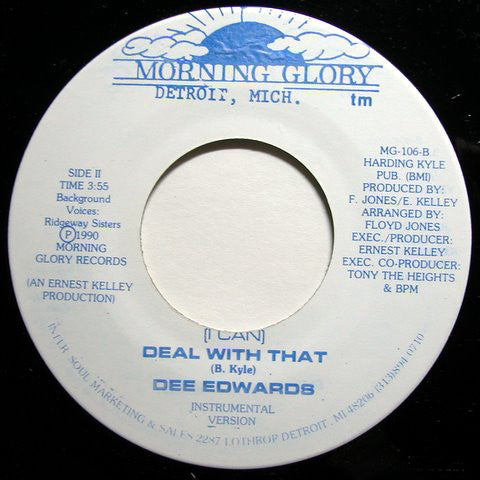 MORNING GLORY
DETROIT, MICH.
tm
SIDE II
TIME 3:55
Background
Voices:
Ridgeway Sisters
Ⓟ1990
MORNING
GLORY RECORDS
(AN ERNEST KELLEY
PRODUCTION)
MG-106-B
HARDING KYLE
PUB. (BMI)
PRODUCED BY:
F. JONES/E. KELLEY
ARRANGED BY:
FLOYD JONES
EXEC./PRODUCER:
ERNEST KELLEY
EXEC. CO-PRODUCER:
TONY THE HEIGHTS
& BPM
(I CAN)
DEAL WITH THAT
(B. Kyle)
DEE EDWARDS
INSTRUMENTAL
VERSION
INTER SOUL MARKETING & SALES 2287 LOTHROP DETROIT, MI 48206 (313)894-0710